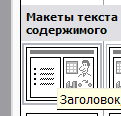 Макеты текста
содержимого
Заголовок